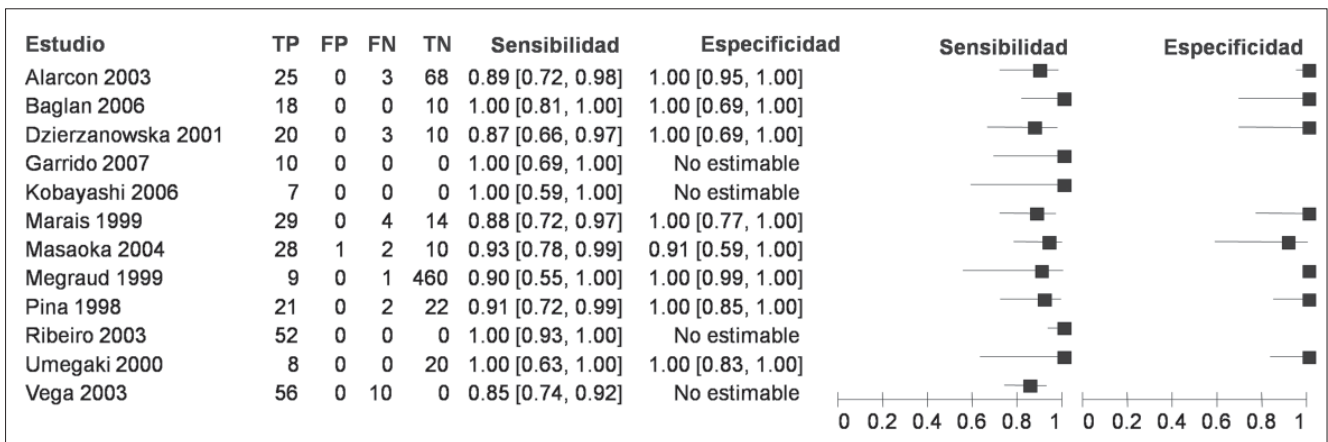 Estudio TP FP FN TN Sensibilidad Especificidad Sensibilidad Especificidad
Alarcon 2003 25 0 3 68 0.89 [0.72, 0.98] 1.00 [0.95, 1.00]
Baglan 2006 18 0 0 10 1.00 [0.81, 1.00] 1.00 [0.69, 1.00]
Dzierzanowska 2001 20 0 3 10 0.87 [0.66, 0.97] 1.00 [0.69, 1.00]
Garrido 2007 10 0 0 0 1.00 [0.69, 1.00] No estimable
Kobayashi 2006 7 0 0 0 1.00 [0.59, 1.00] No estimable
Marais 1999 29 0 4 14 0.88 [0.72, 0.97] 1.00 [0.77, 1.00]
Masaoka 2004 28 1 2 10 0.93 [0.78, 0.99] 0.91 [0.59, 1.00]
Megraud 1999 9 0 1 460 0.90 [0.55, 1.00] 1.00 [0.99, 1.00]
Pina 1998 21 0 2 22 0.91 [0.72, 0.99] 1.00 [0.85, 1.00]
Ribeiro 2003 52 0 0 0 1.00 [0.93, 1.00] No estimable
Umegaki 2000 8 0 0 20 1.00 [0.63, 1.00] 1.00 [0.83, 1.00]
Vega 2003 56 0 10 0 0.85 [0.74, 0.92] No estimable
0 0.2 0.4 0.6 0.8 1 0 0.2 0.4 0.6 0.8 1